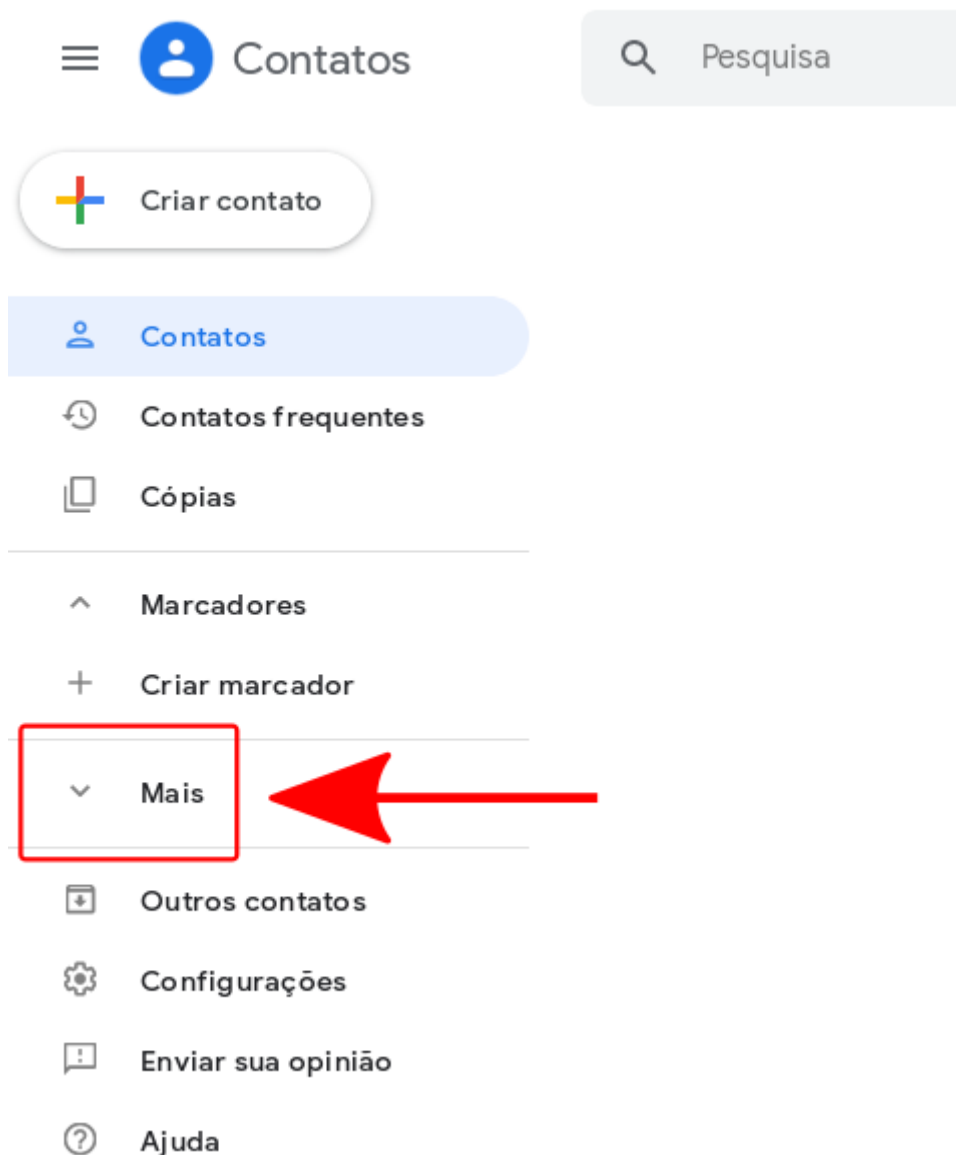 Contatos
Pesquisa
Criar contato
Contatos
Contatos frequentes
Cópias
Marcadores
Criar marcador
Mais
Outros contatos
Configurações
Enviar sua opinião
Ajuda